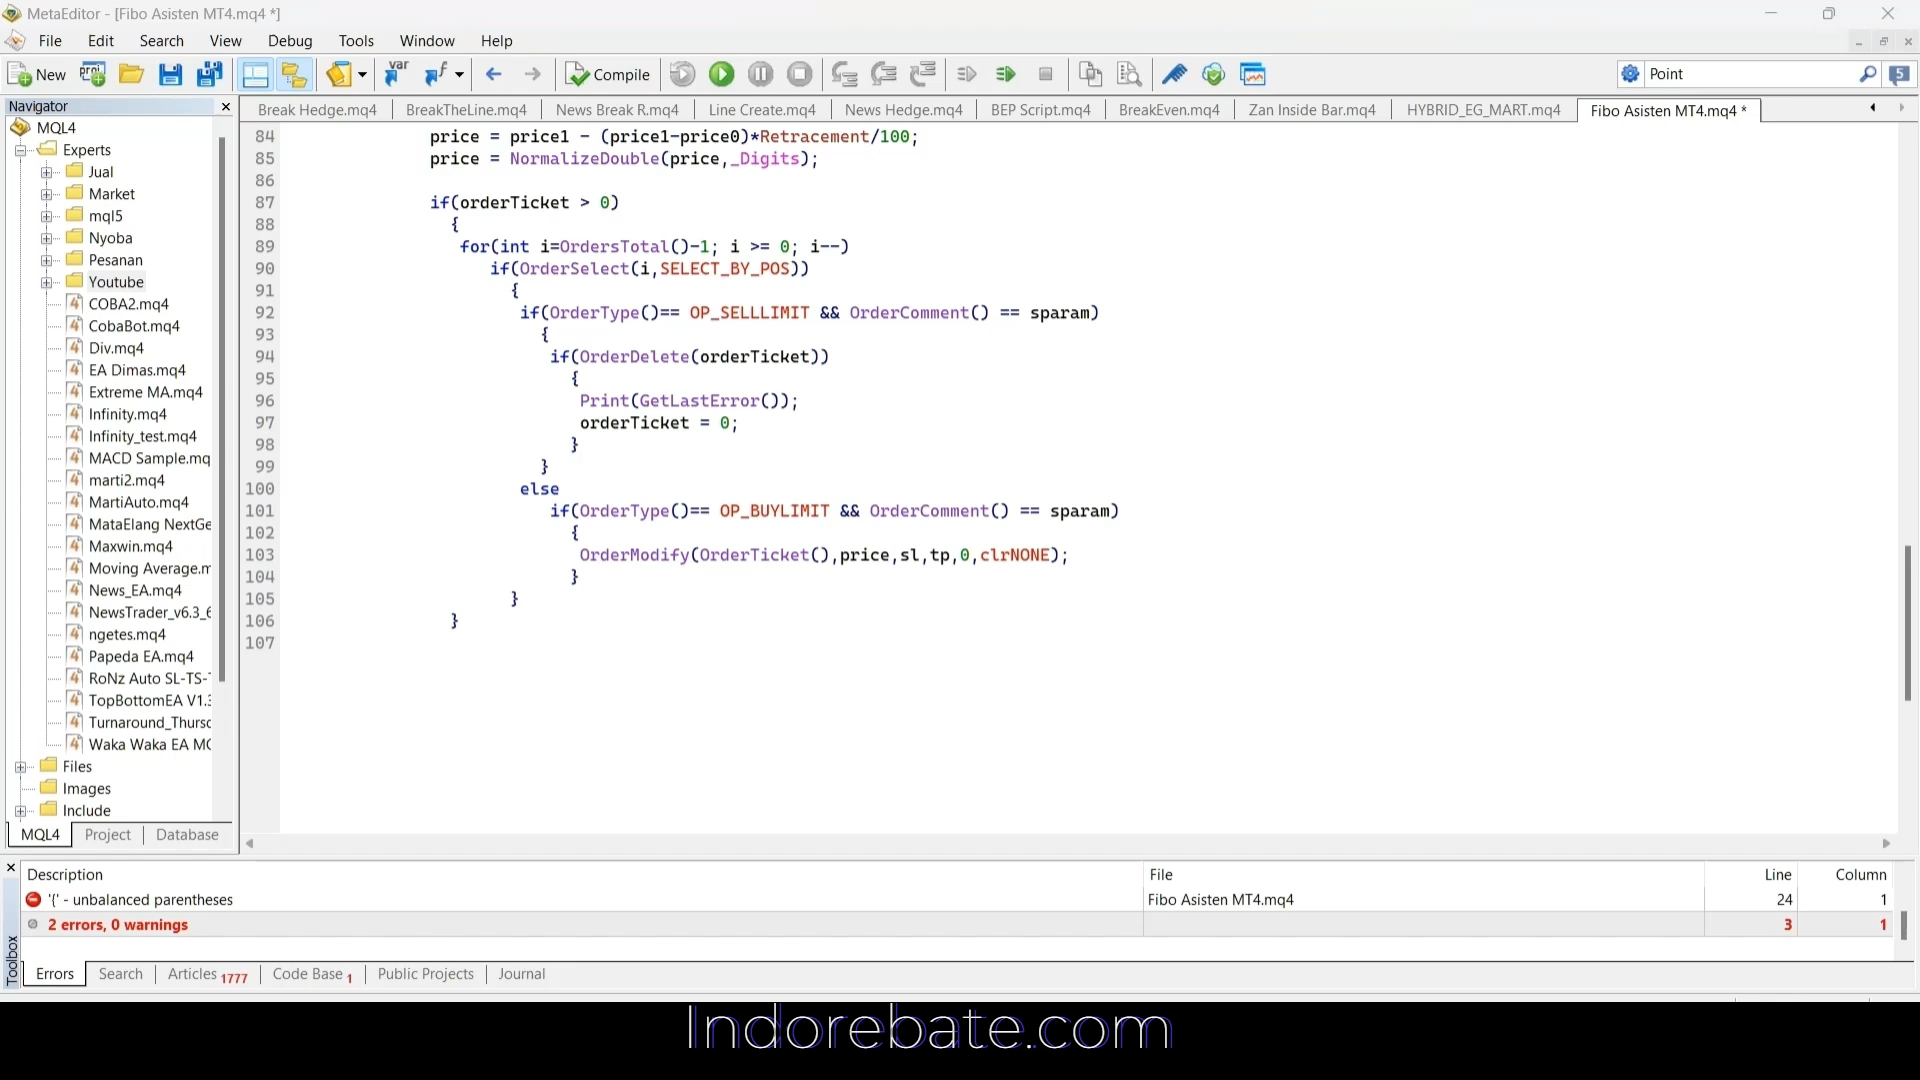 MetaEditor - [Fibo Asisten MT4.mq4 *]
File Edit Search View Debug Tools Window Help
New Compile Point 5
Navigator
Break Hedge.mq4 BreakTheLine.mq4 News Break R.mq4 Line Create.mq4 News Hedge.mq4 BEP Script.mq4 BreakEven.mq4 Zan Inside Bar.mq4 HYBRID_EG_MART.mq4 Fibo Asisten MT4.mq4 *
MQL4
Experts
Jual
Market
mql5
Nyoba
Pesanan
Youtube
COBA2.mq4
CobaBot.mq4
Div.mq4
EA Dimas.mq4
Extreme MA.mq4
Infinity.mq4
Infinity_test.mq4
MACD Sample.mq
marti2.mq4
MartiAuto.mq4
MataElang NextGe
Maxwin.mq4
Moving Average.m
News_EA.mq4
NewsTrader_v6.3_6
ngetes.mq4
Papeda EA.mq4
RoNz Auto SL-TS-
TopBottomEA V1.3
Turnaround_Thurs
Waka Waka EA M
Files
Images
Include
MQL4 Project Database
84 price = price1 - (price1-price0)*Retracement/100;
85 price = NormalizeDouble(price,_Digits);
86
87 if(orderTicket > 0)
88 {
89 for(int i=OrdersTotal()-1; i >= 0; i--)
90 if(OrderSelect(i,SELECT_BY_POS))
91 {
92 if(OrderType()== OP_SELLLIMIT && OrderComment() == sparam)
93 {
94 if(OrderDelete(orderTicket))
95 {
96 Print(GetLastError());
97 orderTicket = 0;
98 }
99 }
100 else
101 if(OrderType()== OP_BUYLIMIT && OrderComment() == sparam)
102 {
103 OrderModify(OrderTicket(),price,sl,tp,0,clrNONE);
104 }
105 }
106 }
107
Description File Line Column
'{' - unbalanced parentheses Fibo Asisten MT4.mq4 24 1
2 errors, 0 warnings 3 1
Toolbox
Errors Search Articles 1777 Code Base 1 Public Projects Journal
Indorebate.com